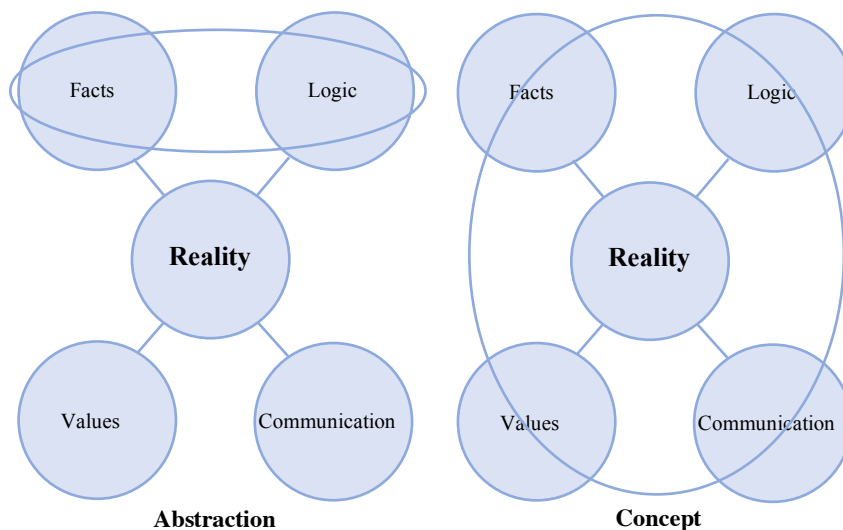 Facts
Logic
Reality
Values
Communication
Abstraction
Facts
Logic
Reality
Values
Communication
Concept